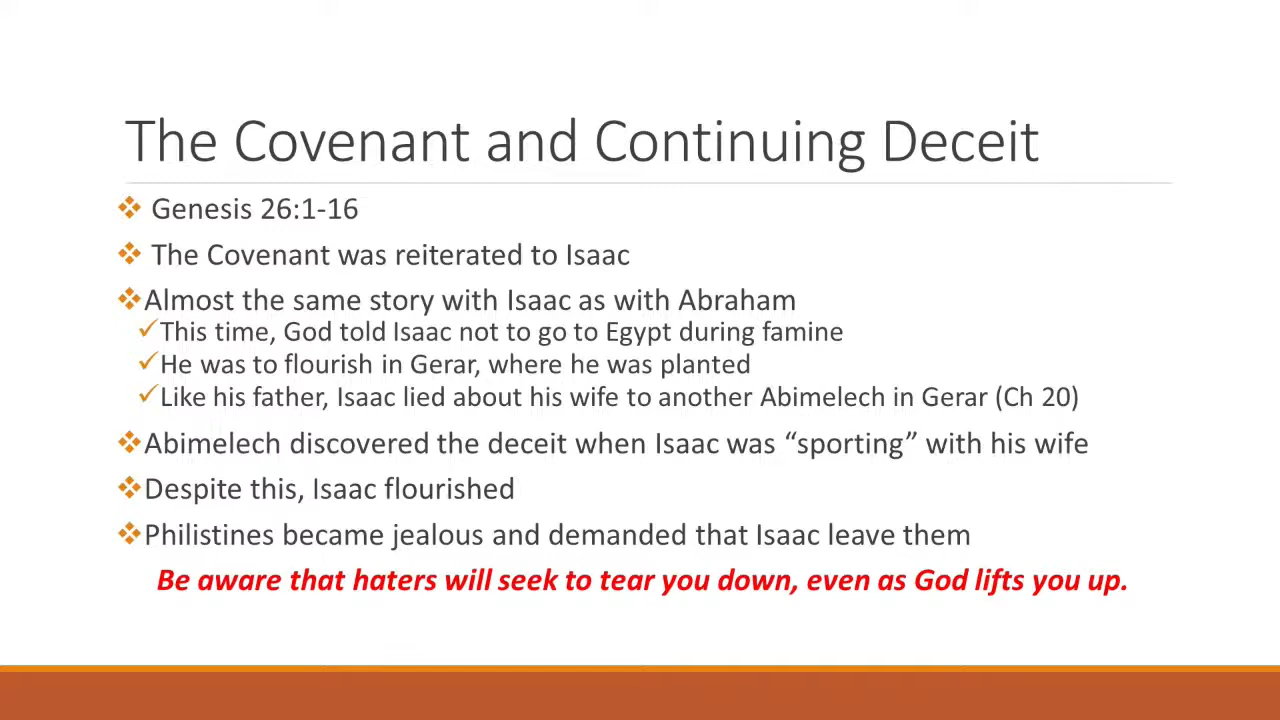 The Covenant and Continuing Deceit
Genesis 26:1-16
The Covenant was reiterated to Isaac
Almost the same story with Isaac as with Abraham
This time, God told Isaac not to go to Egypt during famine
He was to flourish in Gerar, where he was planted
Like his father, Isaac lied about his wife to another Abimelech in Gerar (Ch 20)
Abimelech discovered the deceit when Isaac was “sporting” with his wife
Despite this, Isaac flourished
Philistines became jealous and demanded that Isaac leave them
Be aware that haters will seek to tear you down, even as God lifts you up.